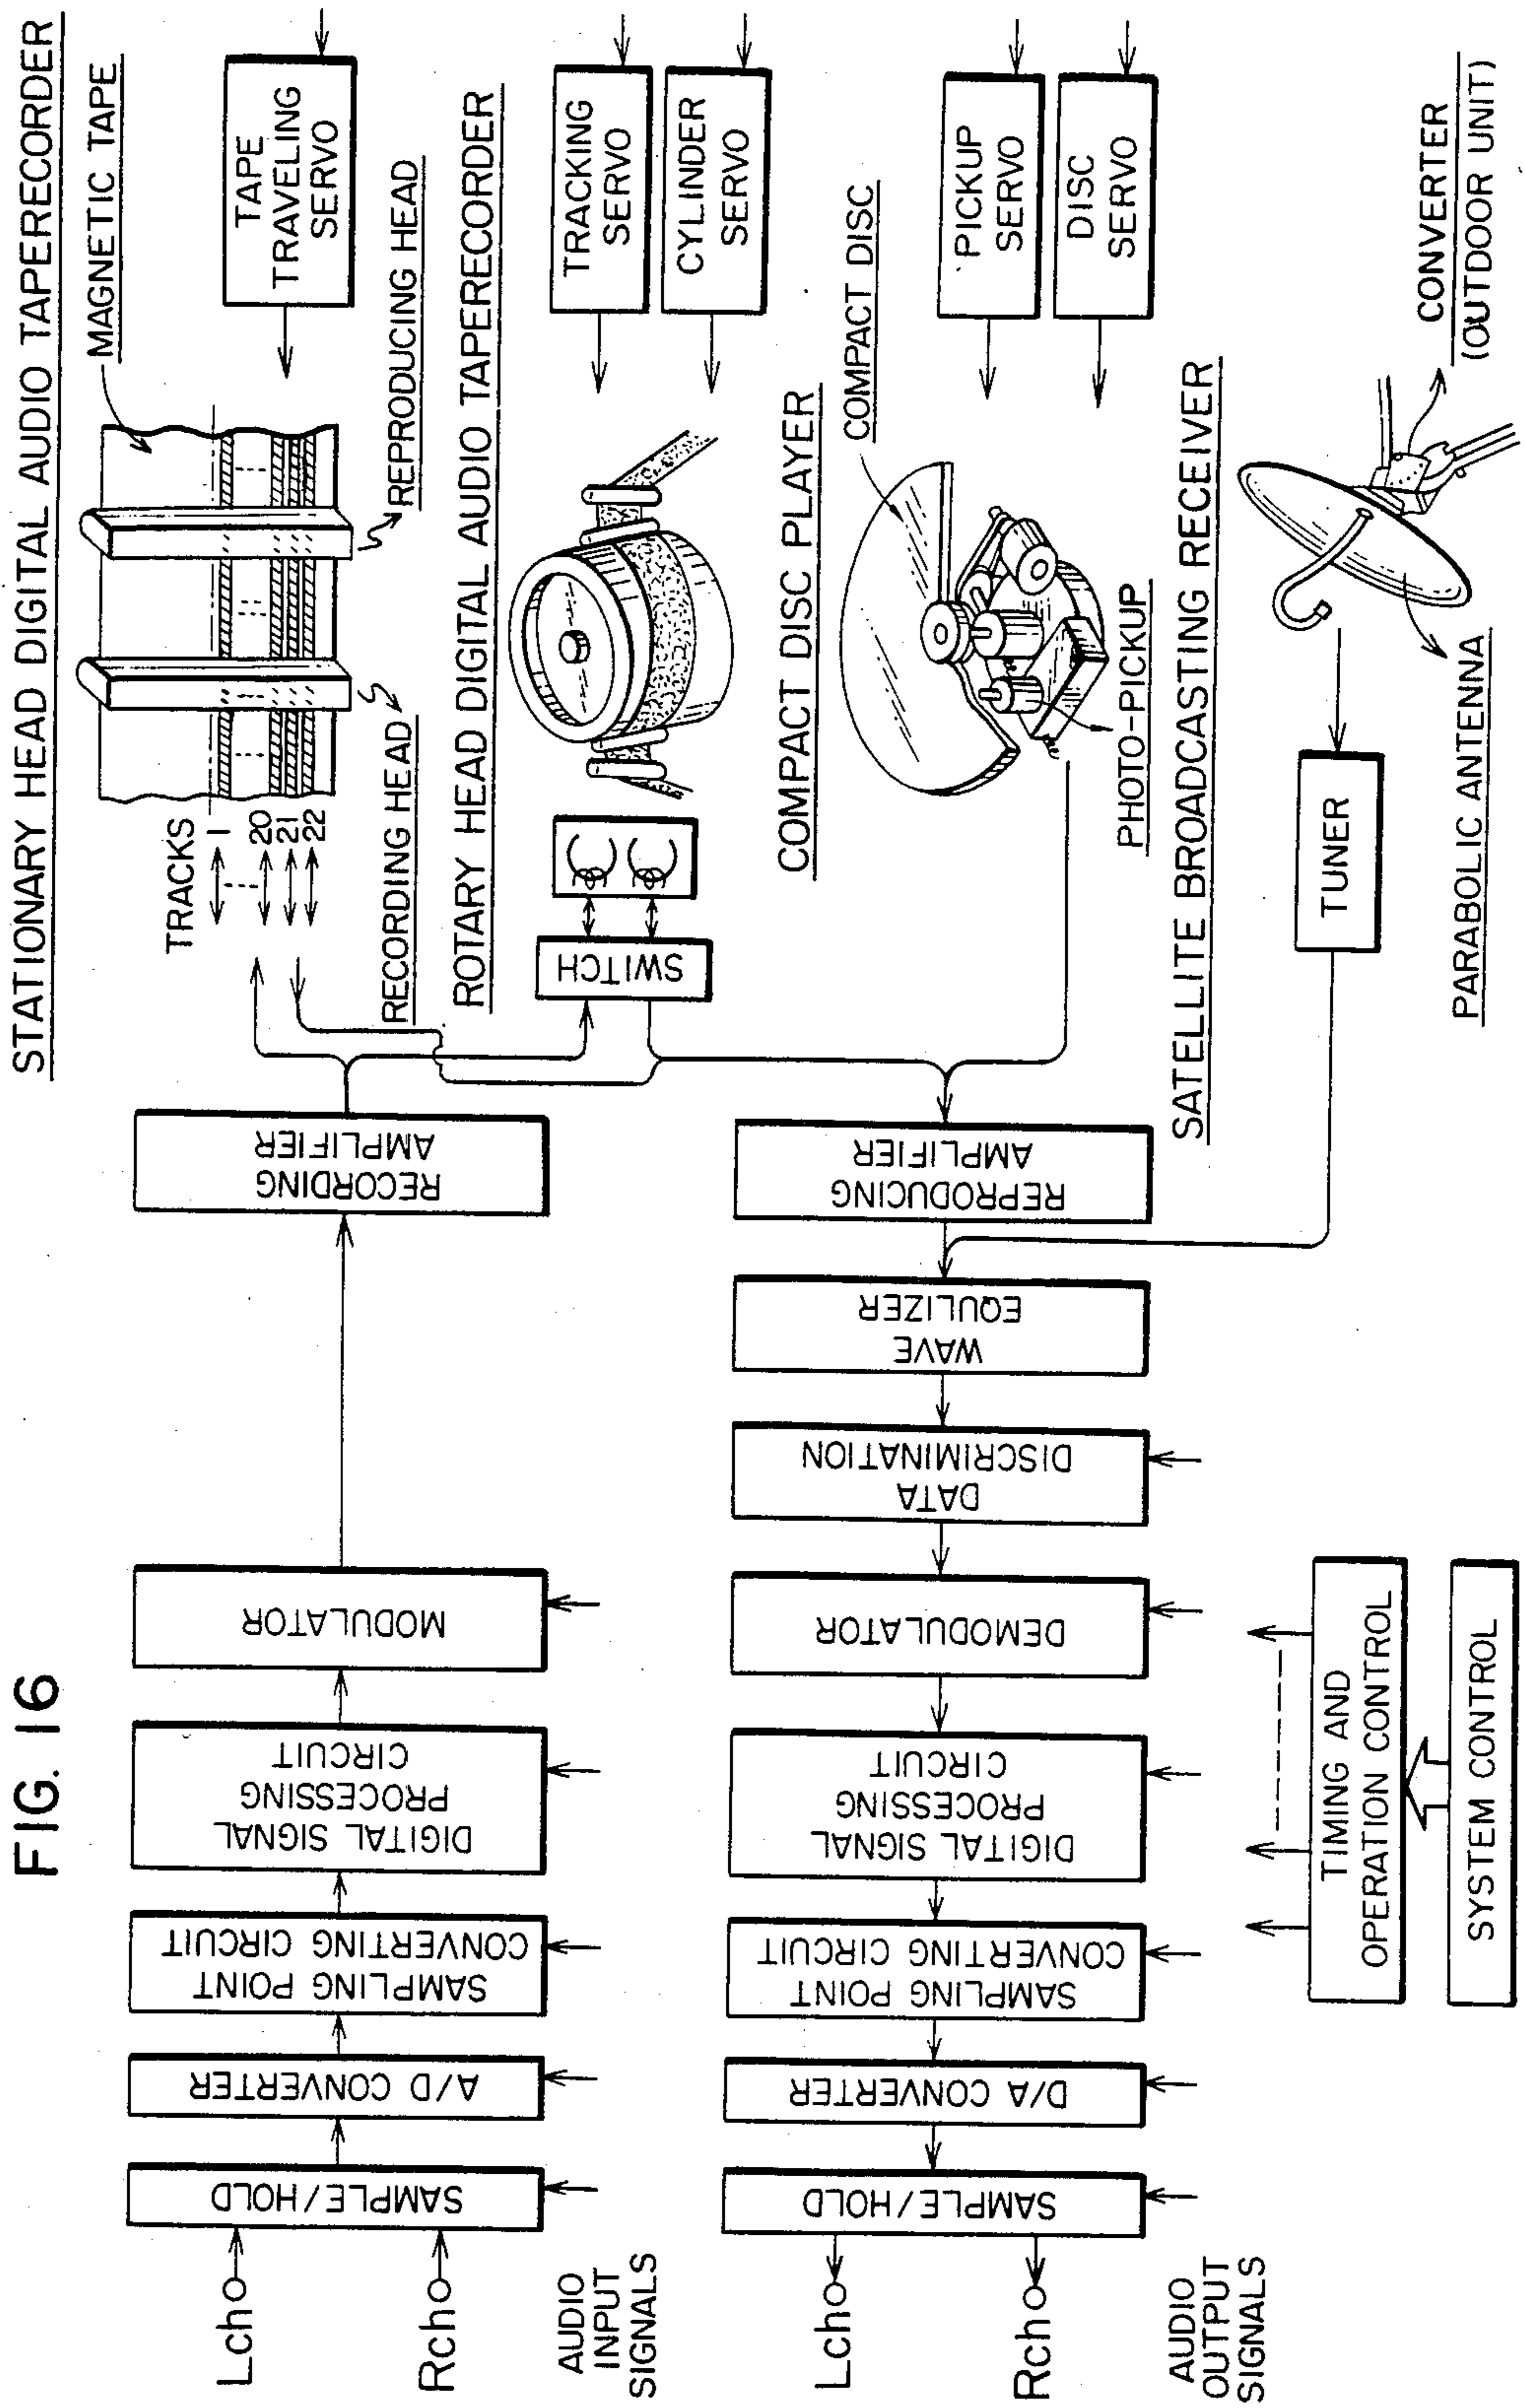 FIG. 16
STATIONARY HEAD DIGITAL AUDIO TAPERECORDER
MAGNETIC TAPE
TRACKS
1
20
21
22
TAPE
TRAVELING
SERVO
RECORDING HEAD
REPRODUCING HEAD
ROTARY HEAD DIGITAL AUDIO TAPERECORDER
SWITCH
TRACKING
SERVO
CYLINDER
SERVO
COMPACT DISC PLAYER
COMPACT DISC
PICKUP
SERVO
DISC
SERVO
PHOTO-PICKUP
SATELLITE BROADCASTING RECEIVER
TUNER
CONVERTER
(OUTDOOR UNIT)
PARABOLIC ANTENNA
Lch
Rch
AUDIO
INPUT
SIGNALS
SAMPLE/HOLD
A/D CONVERTER
SAMPLING POINT
CONVERTING CIRCUIT
DIGITAL SIGNAL
PROCESSING
CIRCUIT
MODULATOR
RECORDING
AMPLIFIER
Lch
Rch
AUDIO
OUTPUT
SIGNALS
SAMPLE/HOLD
D/A CONVERTER
SAMPLING POINT
CONVERTING CIRCUIT
DIGITAL SIGNAL
PROCESSING
CIRCUIT
DEMODULATOR
DATA
DISCRIMINATION
WAVE
EQULIZER
REPRODUCING
AMPLIFIER
TIMING AND
OPERATION CONTROL
SYSTEM CONTROL